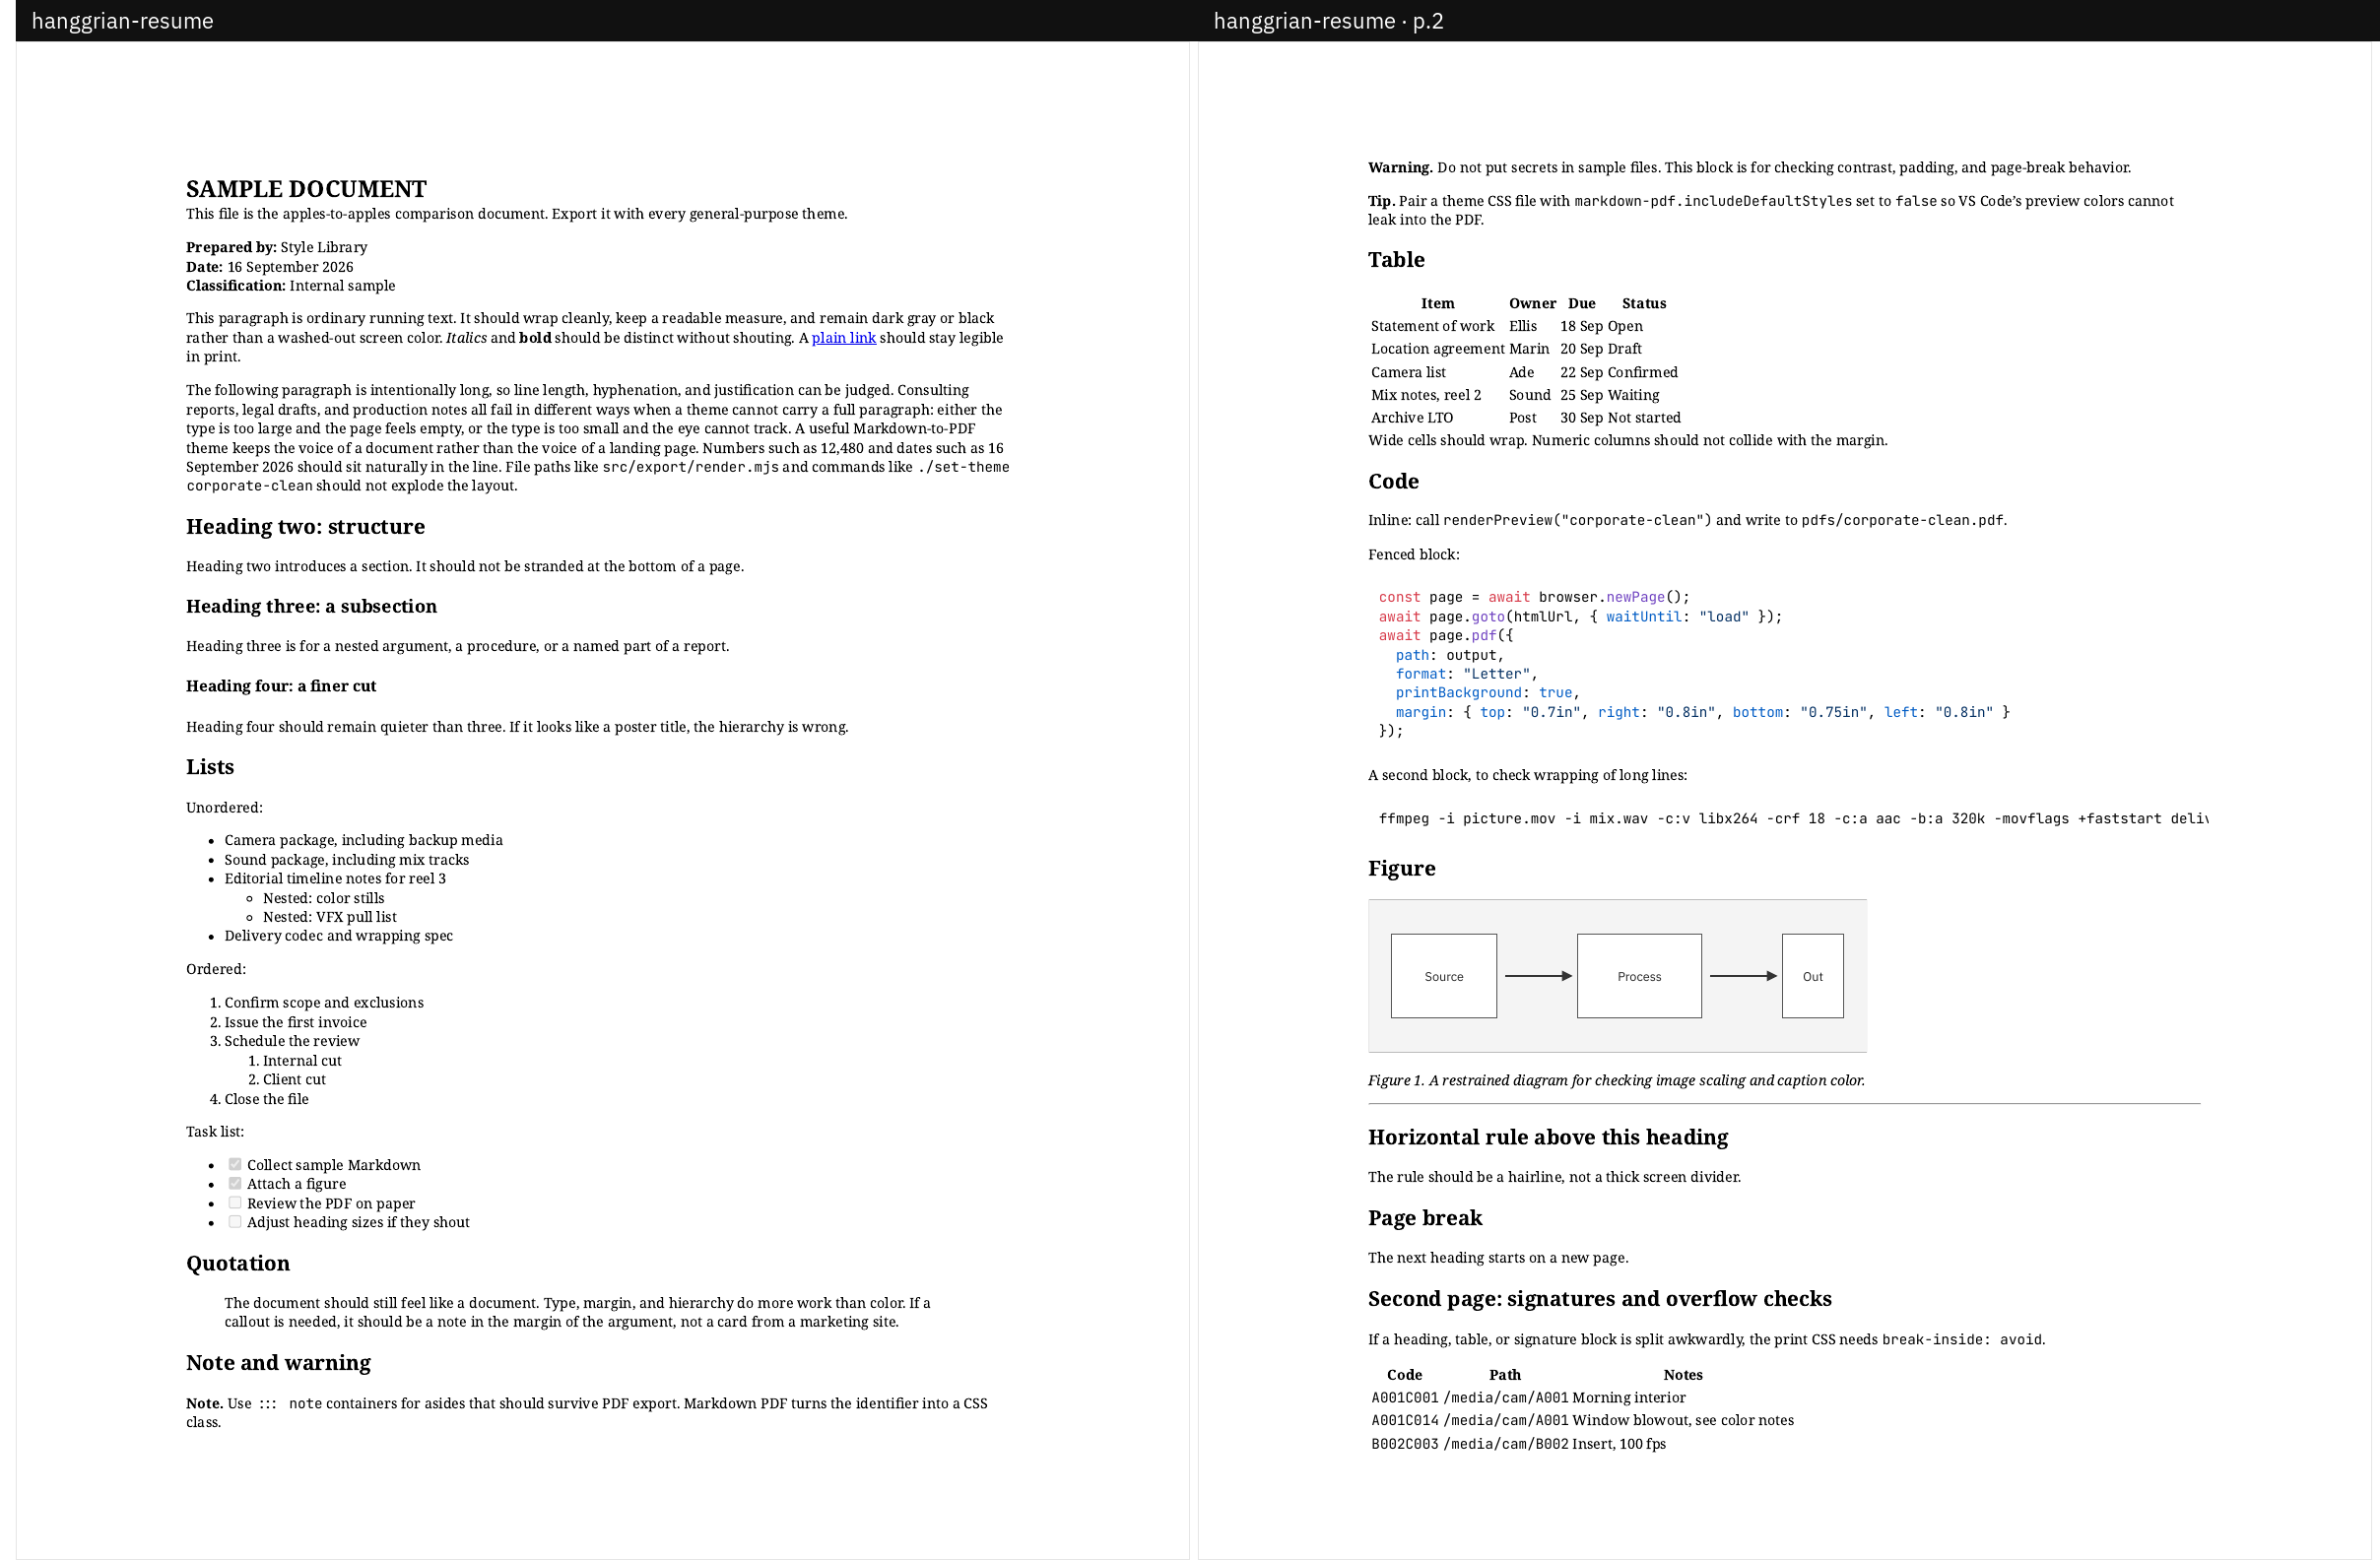 hanggrian-resume
SAMPLE DOCUMENT
This file is the apples-to-apples comparison document. Export it with every general-purpose theme.
Prepared by: Style Library
Date: 16 September 2026
Classification: Internal sample
This paragraph is ordinary running text. It should wrap cleanly, keep a readable measure, and remain dark gray or black
rather than a washed-out screen color. Italics and bold should be distinct without shouting. A plain link should stay legible
in print.
The following paragraph is intentionally long, so line length, hyphenation, and justification can be judged. Consulting
reports, legal drafts, and production notes all fail in different ways when a theme cannot carry a full paragraph: either the
type is too large and the page feels empty, or the type is too small and the eye cannot track. A useful Markdown-to-PDF
theme keeps the voice of a document rather than the voice of a landing page. Numbers such as 12,480 and dates such as 16
September 2026 should sit naturally in the line. File paths like src/export/render.mjs and commands like ./set-theme
corporate-clean should not explode the layout.
Heading two: structure
Heading two introduces a section. It should not be stranded at the bottom of a page.
Heading three: a subsection
Heading three is for a nested argument, a procedure, or a named part of a report.
Heading four: a finer cut
Heading four should remain quieter than three. If it looks like a poster title, the hierarchy is wrong.
Lists
Unordered:
• Camera package, including backup media
• Sound package, including mix tracks
• Editorial timeline notes for reel 3
◦ Nested: color stills
◦ Nested: VFX pull list
• Delivery codec and wrapping spec
Ordered:
1. Confirm scope and exclusions
2. Issue the first invoice
3. Schedule the review
1. Internal cut
2. Client cut
4. Close the file
Task list:
• Collect sample Markdown
• Attach a figure
• Review the PDF on paper
• Adjust heading sizes if they shout
Quotation
The document should still feel like a document. Type, margin, and hierarchy do more work than color. If a
callout is needed, it should be a note in the margin of the argument, not a card from a marketing site.
Note and warning
Note. Use ::: note containers for asides that should survive PDF export. Markdown PDF turns the identifier into a CSS
class.
hanggrian-resume · p.2
Warning. Do not put secrets in sample files. This block is for checking contrast, padding, and page-break behavior.
Tip. Pair a theme CSS file with markdown-pdf.includeDefaultStyles set to false so VS Code’s preview colors cannot
leak into the PDF.
Table
Item Owner Due Status
Statement of work Ellis 18 Sep Open
Location agreement Marin 20 Sep Draft
Camera list Ade 22 Sep Confirmed
Mix notes, reel 2 Sound 25 Sep Waiting
Archive LTO Post 30 Sep Not started
Wide cells should wrap. Numeric columns should not collide with the margin.
Code
Inline: call renderPreview("corporate-clean") and write to pdfs/corporate-clean.pdf.
Fenced block:
const page = await browser.newPage();
await page.goto(htmlUrl, { waitUntil: "load" });
await page.pdf({
path: output,
format: "Letter",
printBackground: true,
margin: { top: "0.7in", right: "0.8in", bottom: "0.75in", left: "0.8in" }
});
A second block, to check wrapping of long lines:
ffmpeg -i picture.mov -i mix.wav -c:v libx264 -crf 18 -c:a aac -b:a 320k -movflags +faststart deliv
Figure
Source Process Out
Figure 1. A restrained diagram for checking image scaling and caption color.
Horizontal rule above this heading
The rule should be a hairline, not a thick screen divider.
Page break
The next heading starts on a new page.
Second page: signatures and overflow checks
If a heading, table, or signature block is split awkwardly, the print CSS needs break-inside: avoid.
Code Path Notes
A001C001 /media/cam/A001 Morning interior
A001C014 /media/cam/A001 Window blowout, see color notes
B002C003 /media/cam/B002 Insert, 100 fps